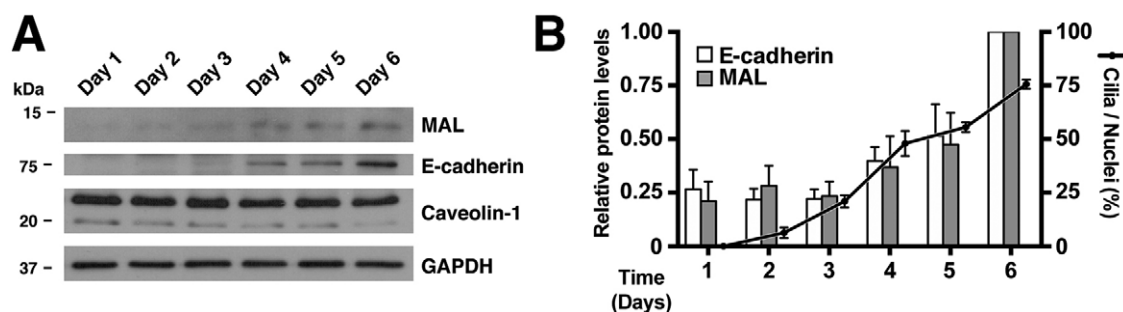 A
Day 1 Day 2 Day 3 Day 4 Day 5 Day 6
kDa
15
MAL
75
E-cadherin
20
Caveolin-1
37
GAPDH
B
Relative protein levels
1.00
0.75
0.50
0.25
0
E-cadherin
MAL
100
75
50
25
0
Cilia / Nuclei (%)
Time (Days)
1 2 3 4 5 6